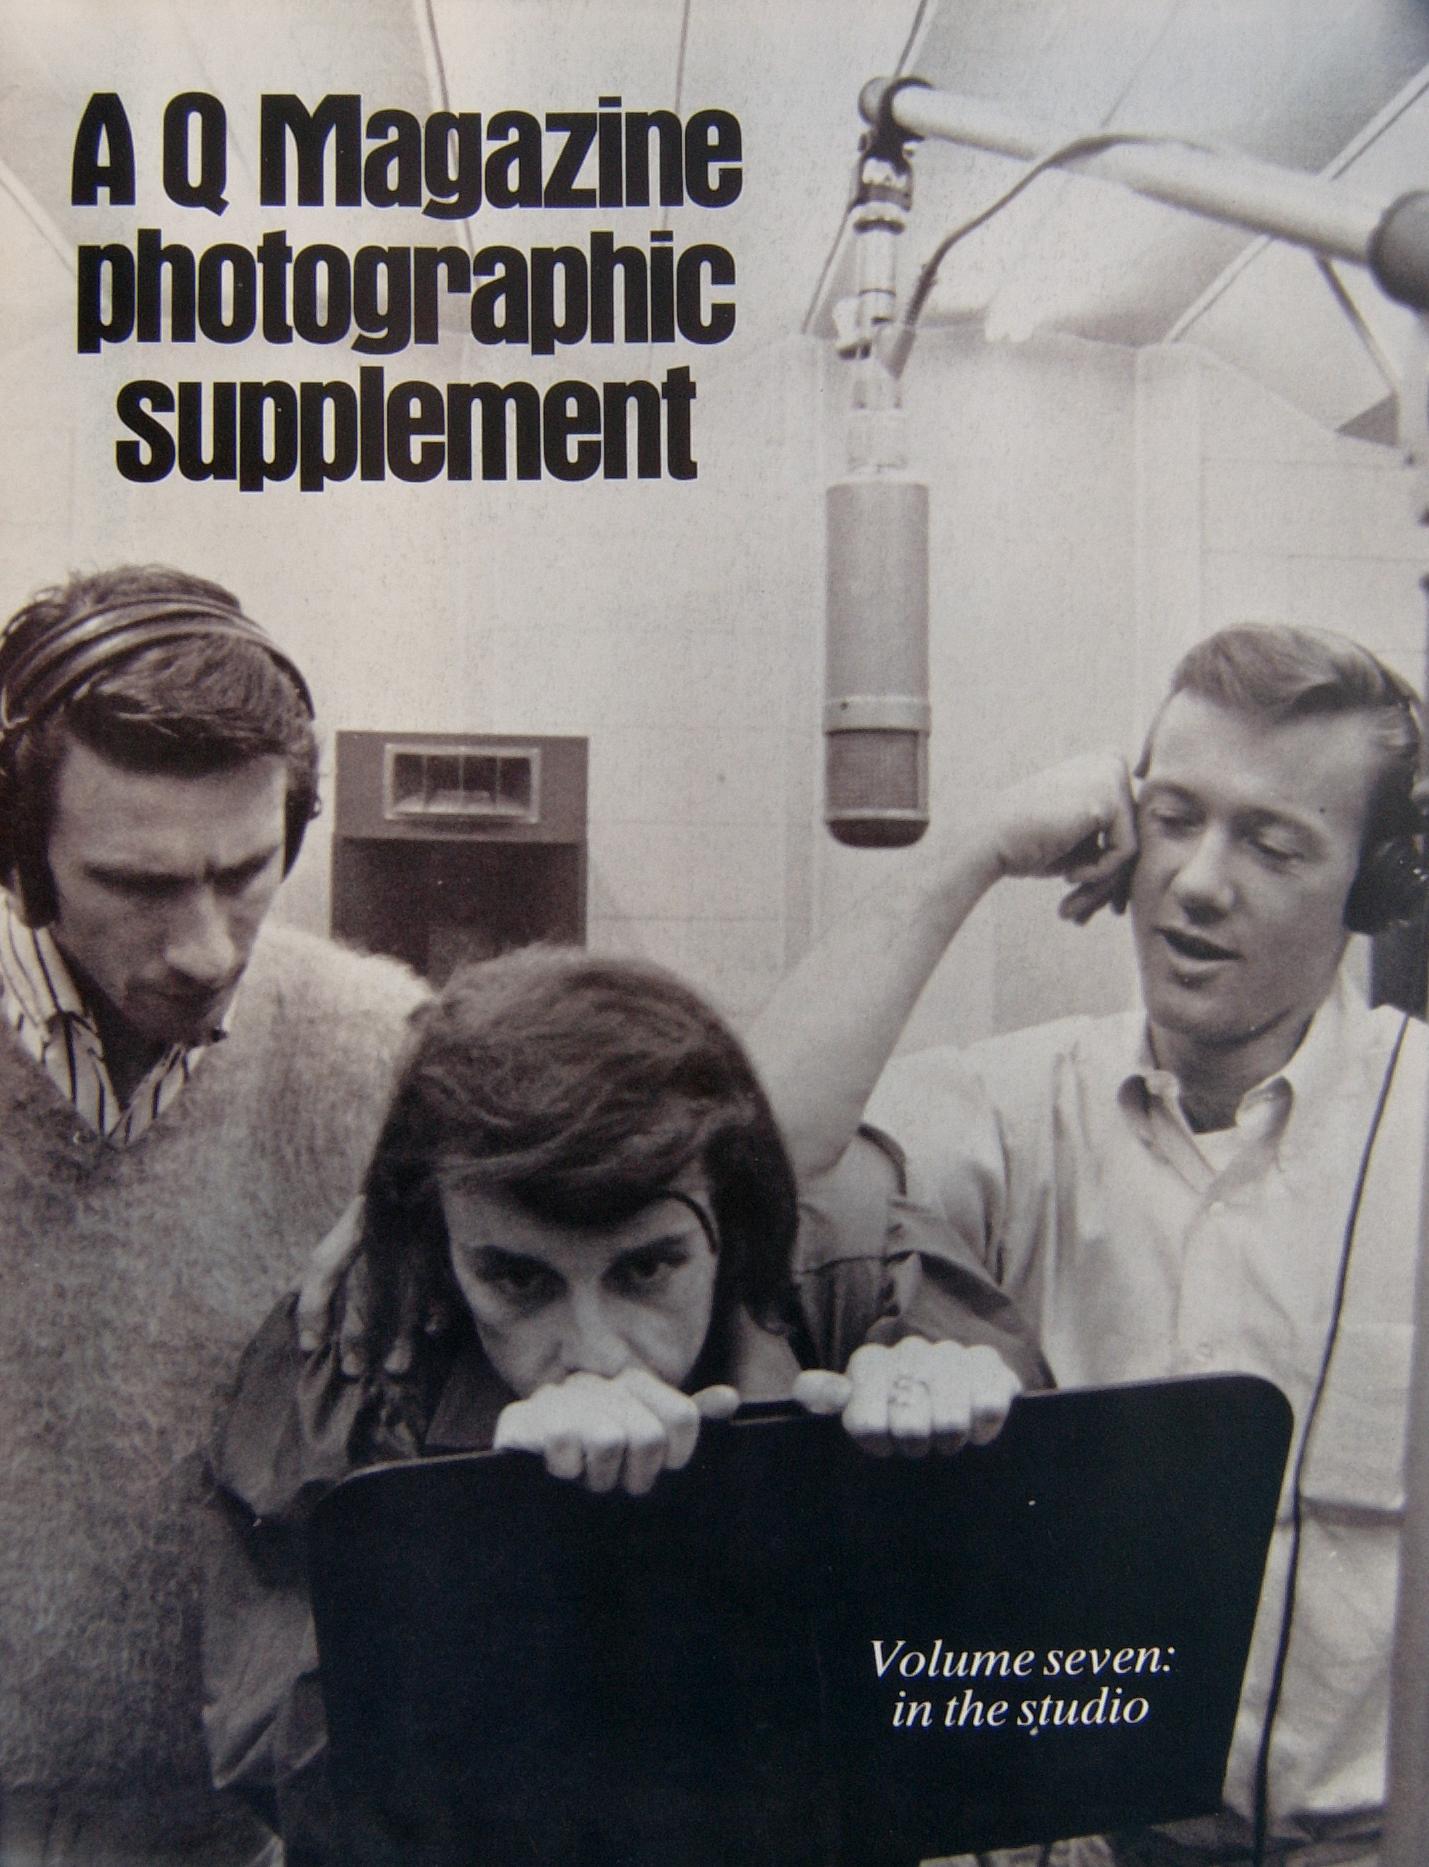 A Q Magazine
photographic
supplement
Volume seven:
in the studio